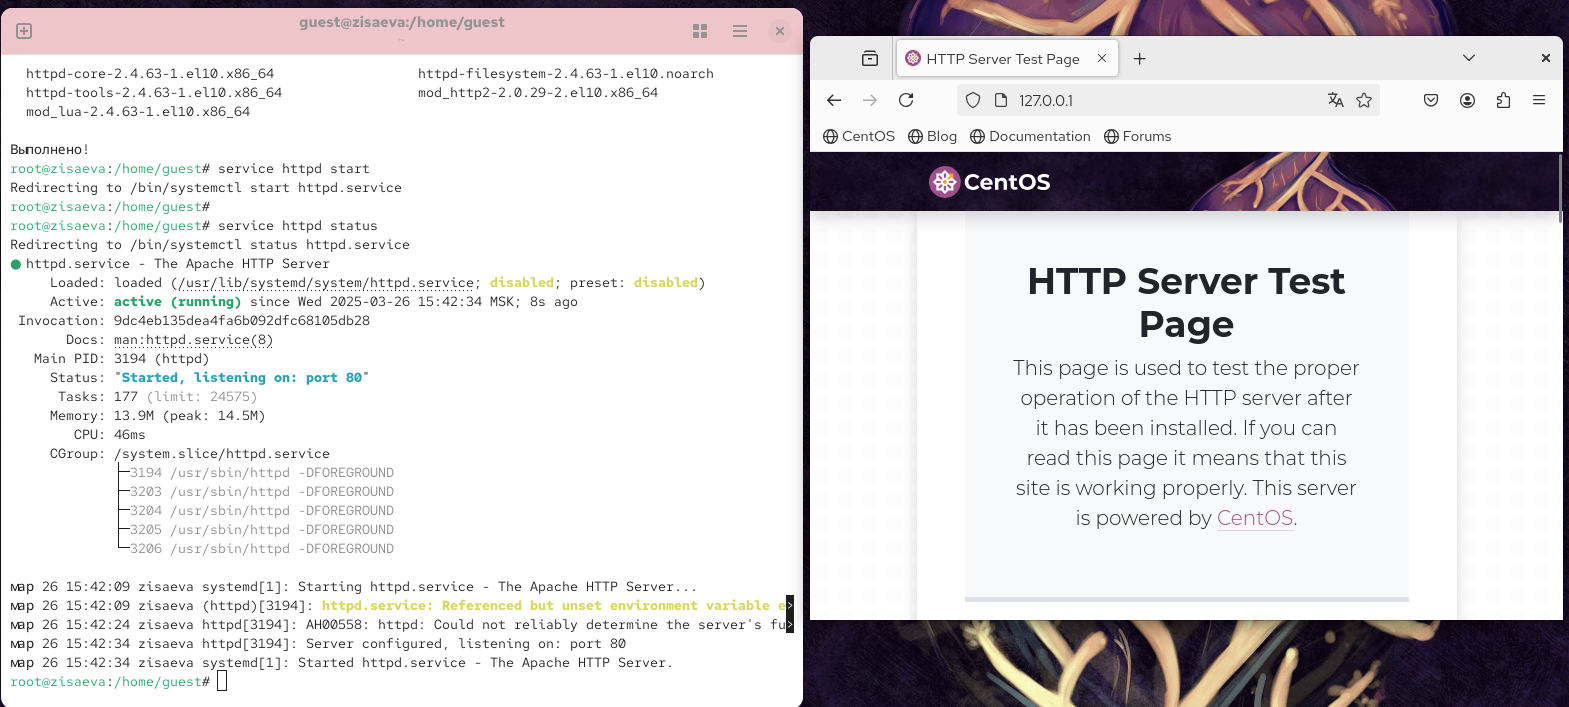 guest@zisaeva:/home/guest
~
httpd-core-2.4.63-1.el10.x86_64 httpd-filesystem-2.4.63-1.el10.noarch
httpd-tools-2.4.63-1.el10.x86_64 mod_http2-2.0.29-2.el10.x86_64
mod_lua-2.4.63-1.el10.x86_64
Выполнено!
root@zisaeva:/home/guest# service httpd start
Redirecting to /bin/systemctl start httpd.service
root@zisaeva:/home/guest#
root@zisaeva:/home/guest# service httpd status
Redirecting to /bin/systemctl status httpd.service
● httpd.service - The Apache HTTP Server
Loaded: loaded (/usr/lib/systemd/system/httpd.service; disabled; preset: disabled)
Active: active (running) since Wed 2025-03-26 15:42:34 MSK; 8s ago
Invocation: 9dc4eb135dea4fa6b092dfc68105db28
Docs: man:httpd.service(8)
Main PID: 3194 (httpd)
Status: "Started, listening on: port 80"
Tasks: 177 (limit: 24575)
Memory: 13.9M (peak: 14.5M)
CPU: 46ms
CGroup: /system.slice/httpd.service
├─3194 /usr/sbin/httpd -DFOREGROUND
├─3203 /usr/sbin/httpd -DFOREGROUND
├─3204 /usr/sbin/httpd -DFOREGROUND
├─3205 /usr/sbin/httpd -DFOREGROUND
└─3206 /usr/sbin/httpd -DFOREGROUND
мар 26 15:42:09 zisaeva systemd[1]: Starting httpd.service - The Apache HTTP Server...
мар 26 15:42:09 zisaeva (httpd)[3194]: httpd.service: Referenced but unset environment variable e>
мар 26 15:42:24 zisaeva httpd[3194]: AH00558: httpd: Could not reliably determine the server's fu>
мар 26 15:42:34 zisaeva httpd[3194]: Server configured, listening on: port 80
мар 26 15:42:34 zisaeva systemd[1]: Started httpd.service - The Apache HTTP Server.
root@zisaeva:/home/guest#
HTTP Server Test Page
127.0.0.1
CentOS Blog Documentation Forums
CentOS
HTTP Server Test
Page
This page is used to test the proper
operation of the HTTP server after
it has been installed. If you can
read this page it means that this
site is working properly. This server
is powered by CentOS.